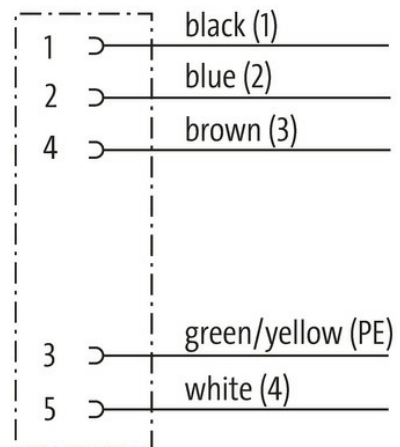 1 black (1)
2 blue (2)
4 brown (3)
3 green/yellow (PE)
5 white (4)